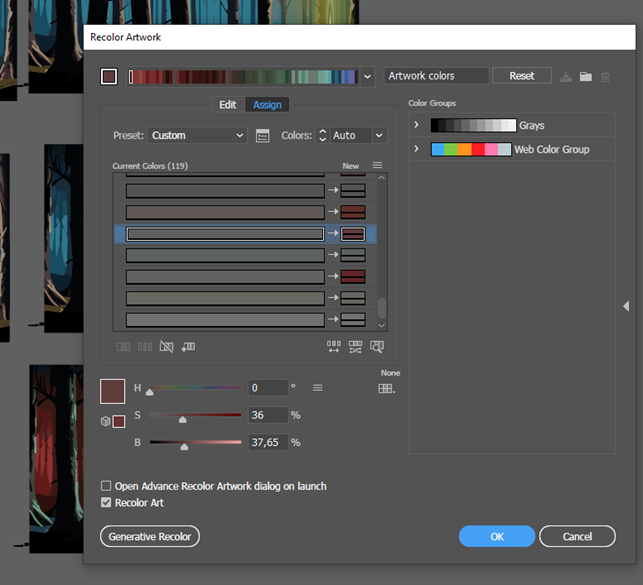 Recolor Artwork
Artwork colors
Reset
Edit
Assign
Color Groups
Preset: Custom
Colors: Auto
Grays
Web Color Group
Current Colors (119)
New
None
H 0 °
S 36 %
B 37,65 %
Open Advance Recolor Artwork dialog on launch
Recolor Art
Generative Recolor
OK
Cancel